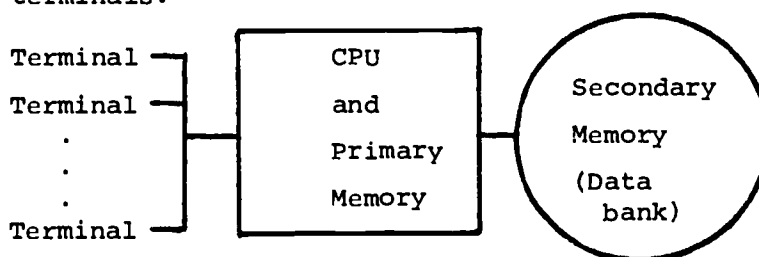 terminals.
Terminal
Terminal
.
.
.
Terminal
CPU
and
Primary
Memory
Secondary
Memory
(Data
bank)